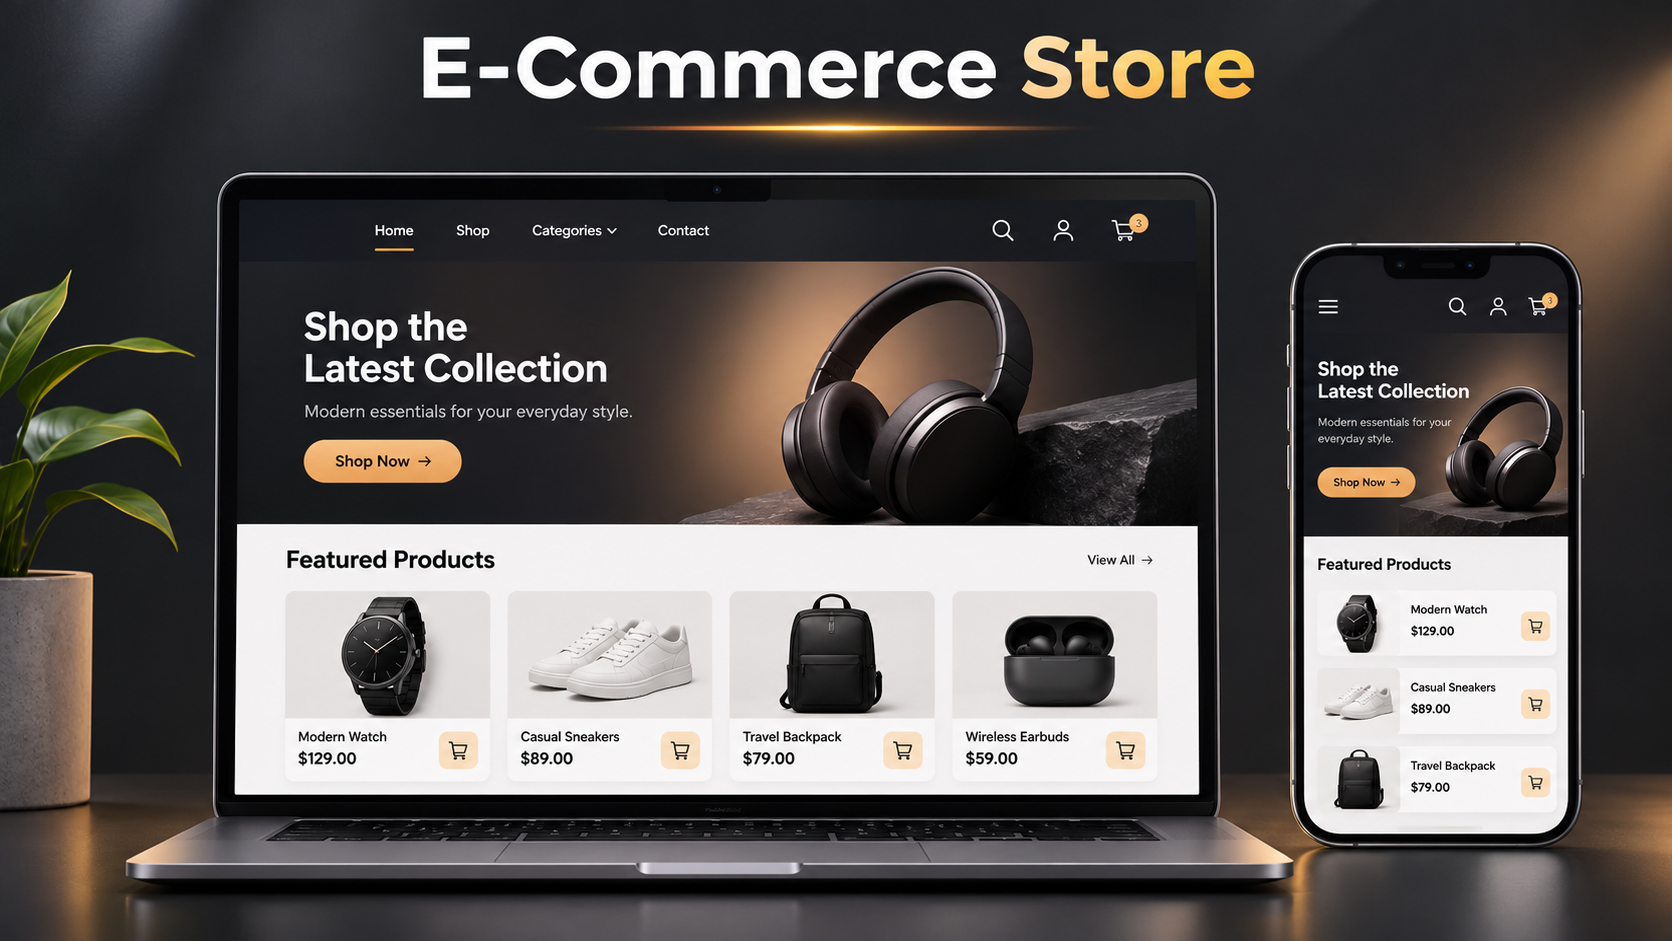 E-Commerce Store
Home Shop Categories Contact 3
Shop the
Latest Collection
Modern essentials for your everyday style.
Shop Now →
Featured Products
View All →
Modern Watch
$129.00
Casual Sneakers
$89.00
Travel Backpack
$79.00
Wireless Earbuds
$59.00
3
Shop the
Latest Collection
Modern essentials for your
everyday style.
Shop Now →
Featured Products
Modern Watch
$129.00
Casual Sneakers
$89.00
Travel Backpack
$79.00